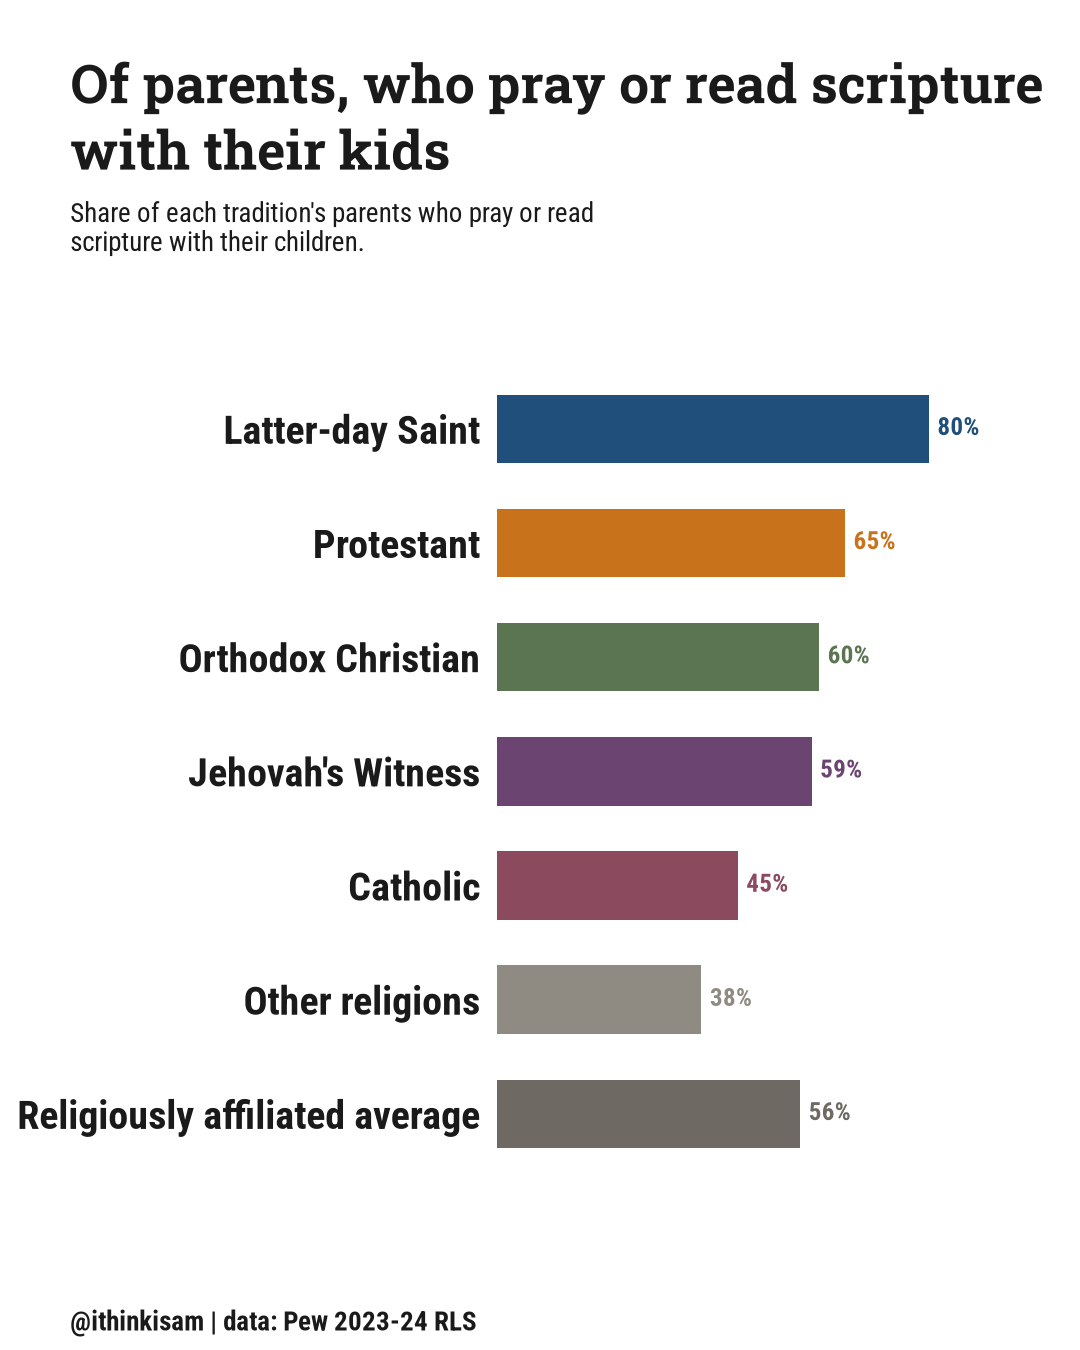 Of parents, who pray or read scripture
with their kids
Share of each tradition's parents who pray or read
scripture with their children.
Latter-day Saint 80%
Protestant 65%
Orthodox Christian 60%
Jehovah's Witness 59%
Catholic 45%
Other religions 38%
Religiously affiliated average 56%
@ithinkisam | data: Pew 2023-24 RLS